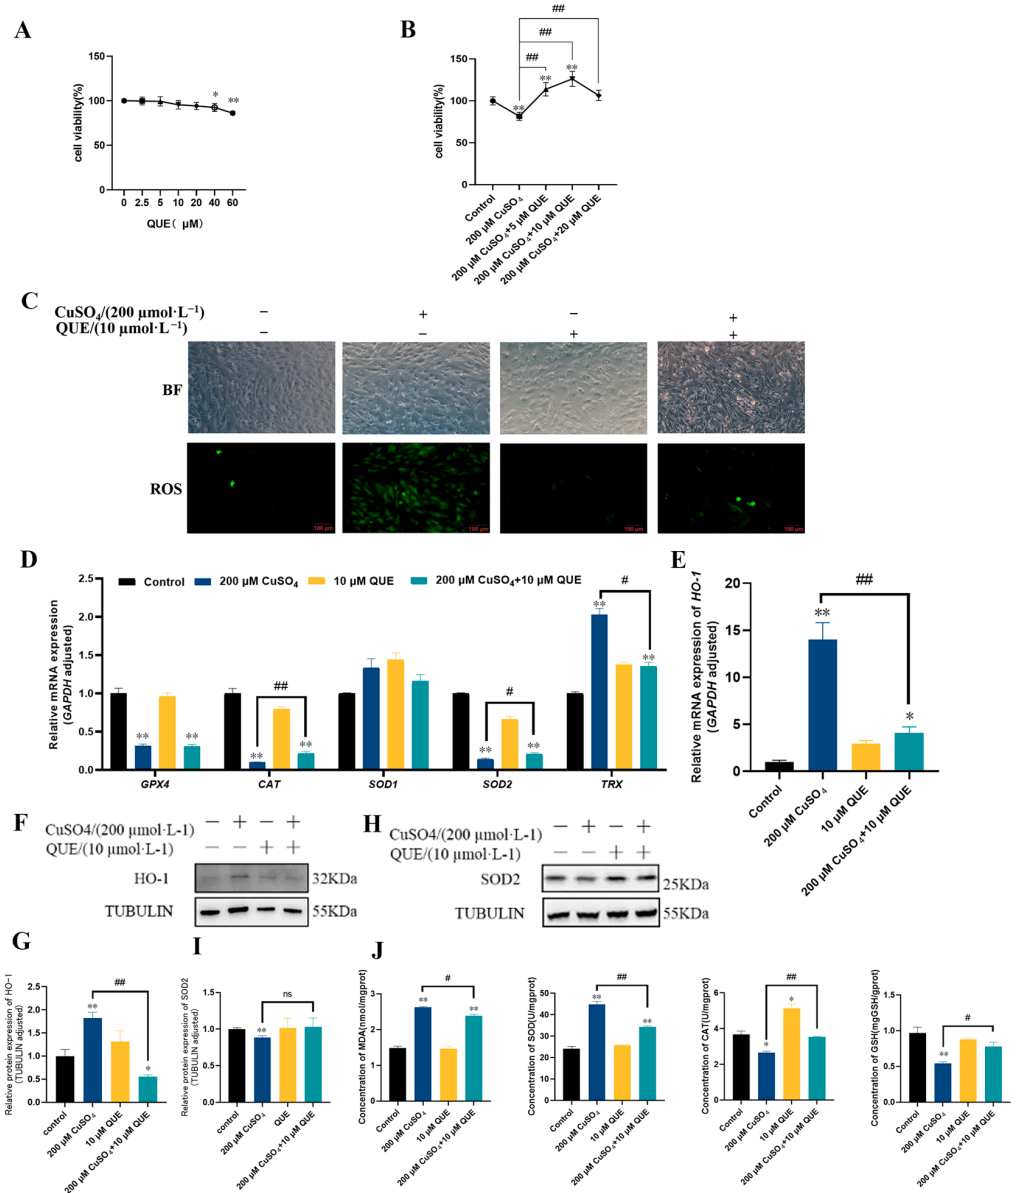 A
cell viability(%)
150
100
50
0
*
**
0 2.5 5 10 20 40 60
QUE( μM)
B
cell viability(%)
150
100
50
0
##
##
##
**
**
**
Control
200 μM CuSO4
200 μM CuSO4+5 μM QUE
200 μM CuSO4+10 μM QUE
200 μM CuSO4+20 μM QUE
C
CuSO4/(200 μmol·L−1) − + − +
QUE/(10 μmol·L−1) − − + +
BF
ROS
100 μm 100 μm 100 μm 100 μm
D
Control 200 μM CuSO4 10 μM QUE 200 μM CuSO4+10 μM QUE
Relative mRNA expression
(GAPDH adjusted)
2.5
2.0
1.5
1.0
0.5
0.0
** **
** ## **
** # **
** # **
GPX4 CAT SOD1 SOD2 TRX
E
Relative mRNA expression of HO-1
(GAPDH adjusted)
20
15
10
5
0
##
**
*
Control
200 μM CuSO4
10 μM QUE
200 μM CuSO4+10 μM QUE
F
CuSO4/(200 μmol·L-1) − + − +
QUE/(10 μmol·L-1) − − + +
HO-1 32KDa
TUBULIN 55KDa
H
CuSO4/(200 μmol·L-1) − + − +
QUE/(10 μmol·L-1) − − + +
SOD2 25KDa
TUBULIN 55KDa
G
Relative protein expression of HO−1
(TUBULIN adjusted)
2.5
2.0
1.5
1.0
0.5
0.0
##
**
*
Control
200 μM CuSO4
10 μM QUE
200 μM CuSO4+10 μM QUE
I
Relative protein expression of SOD2
(TUBULIN adjusted)
1.5
1.0
0.5
0.0
ns
**
control
200 μM CuSO4
QUE
200 μM CuSO4+10 μM QUE
J
Concentration of MDA(nmol/mgprot)
3.0
2.0
1.0
0.0
#
**
**
Control
200 μM CuSO4
10 μM QUE
200 μM CuSO4+10 μM QUE
Concentration of SOD(U/mgprot)
50
40
30
20
10
0
##
**
**
Control
200 μM CuSO4
10 μM QUE
200 μM CuSO4+10 μM QUE
Concentration of CAT(U/mgprot)
6.0
4.0
2.0
0.0
##
*
*
Control
200 μM CuSO4
10 μM QUE
200 μM CuSO4+10 μM QUE
Concentration of GSH(mgGSH/gprot)
1.5
1.0
0.5
0.0
#
**
Control
200 μM CuSO4
10 μM QUE
200 μM CuSO4+10 μM QUE